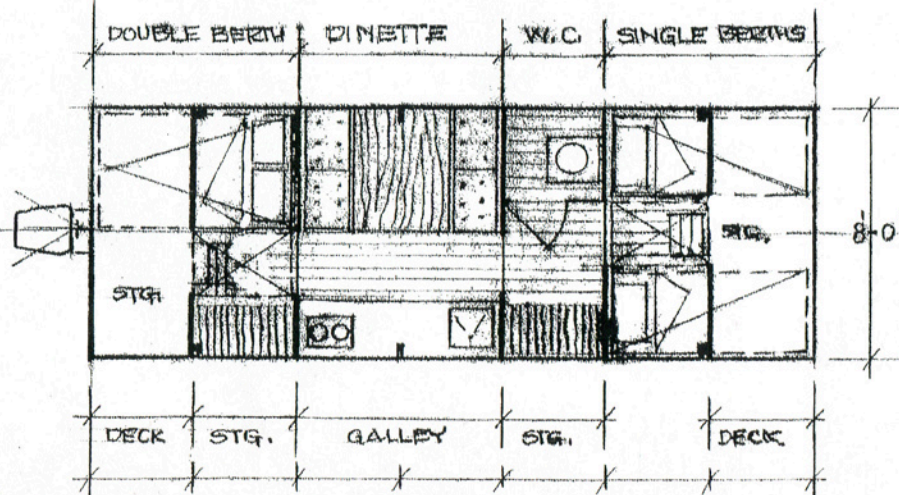 DOUBLE BERTH DINETTE W.C. SINGLE BERTHS
STG. 8-0
STG.
DECK STG. GALLEY STG. DECK